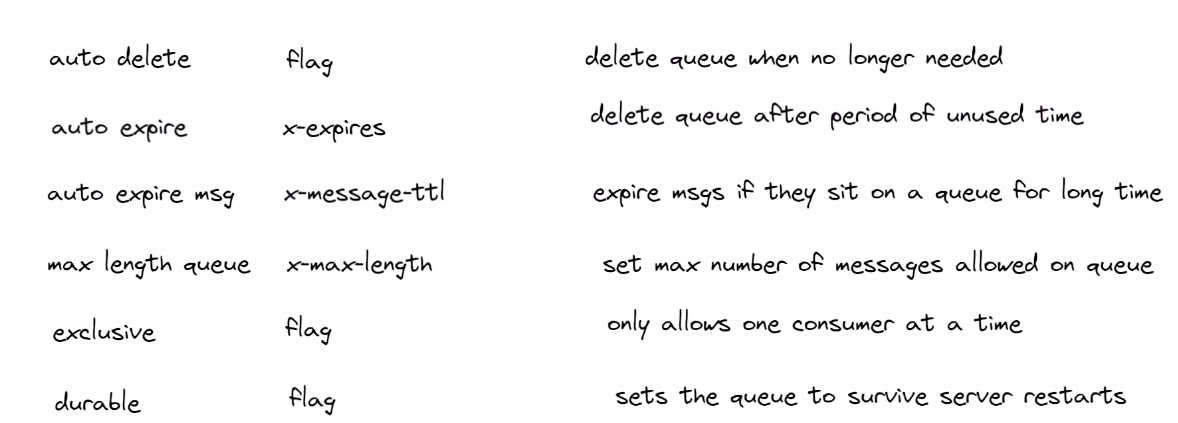 auto delete flag delete queue when no longer needed
auto expire x-expires delete queue after period of unused time
auto expire msg x-message-ttl expire msgs if they sit on a queue for long time
max length queue x-max-length set max number of messages allowed on queue
exclusive flag only allows one consumer at a time
durable flag sets the queue to survive server restarts